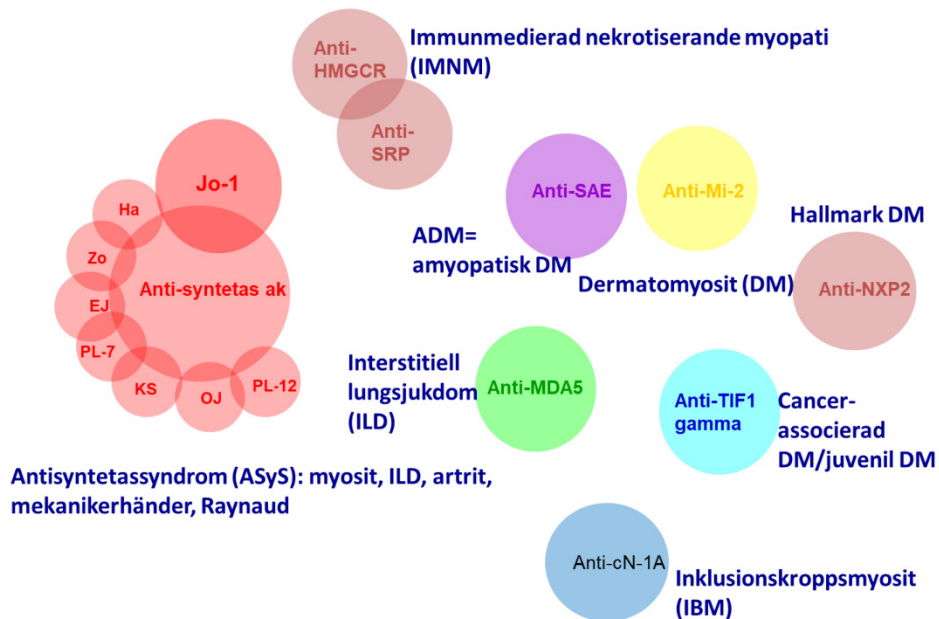 Anti-
HMGCR
Immunmedierad nekrotiserande myopati
(IMNM)
Anti-
SRP
Jo-1
Ha
Zo
EJ
PL-7
KS
OJ
PL-12
Anti-syntetas ak
Anti-SAE
Anti-Mi-2
ADM=
amyopatisk DM
Dermatomyosit (DM)
Hallmark DM
Anti-NXP2
Interstitiell
lungsjukdom
(ILD)
Anti-MDA5
Anti-TIF1
gamma
Cancer-
associerad
DM/juvenil DM
Antisyntetassyndrom (ASyS): myosit, ILD, artrit,
mekanikerhänder, Raynaud
Anti-cN-1A
Inklusionskroppsmyosit
(IBM)